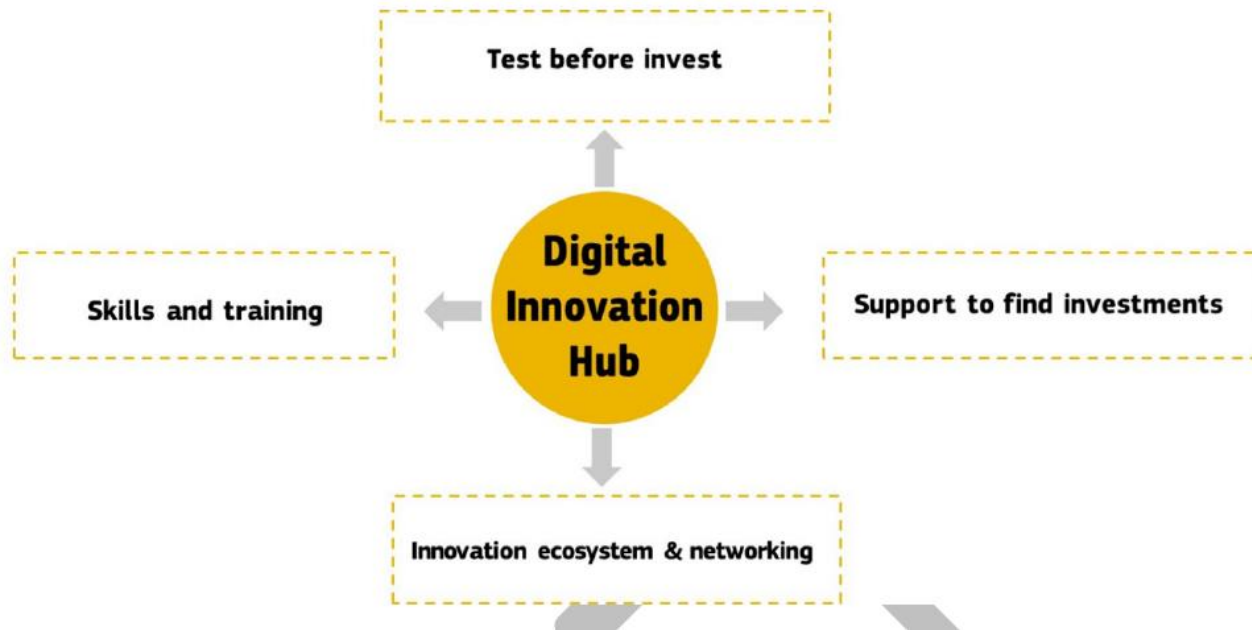 Test before invest
Skills and training
Digital
Innovation
Hub
Support to find investments
Innovation ecosystem & networking